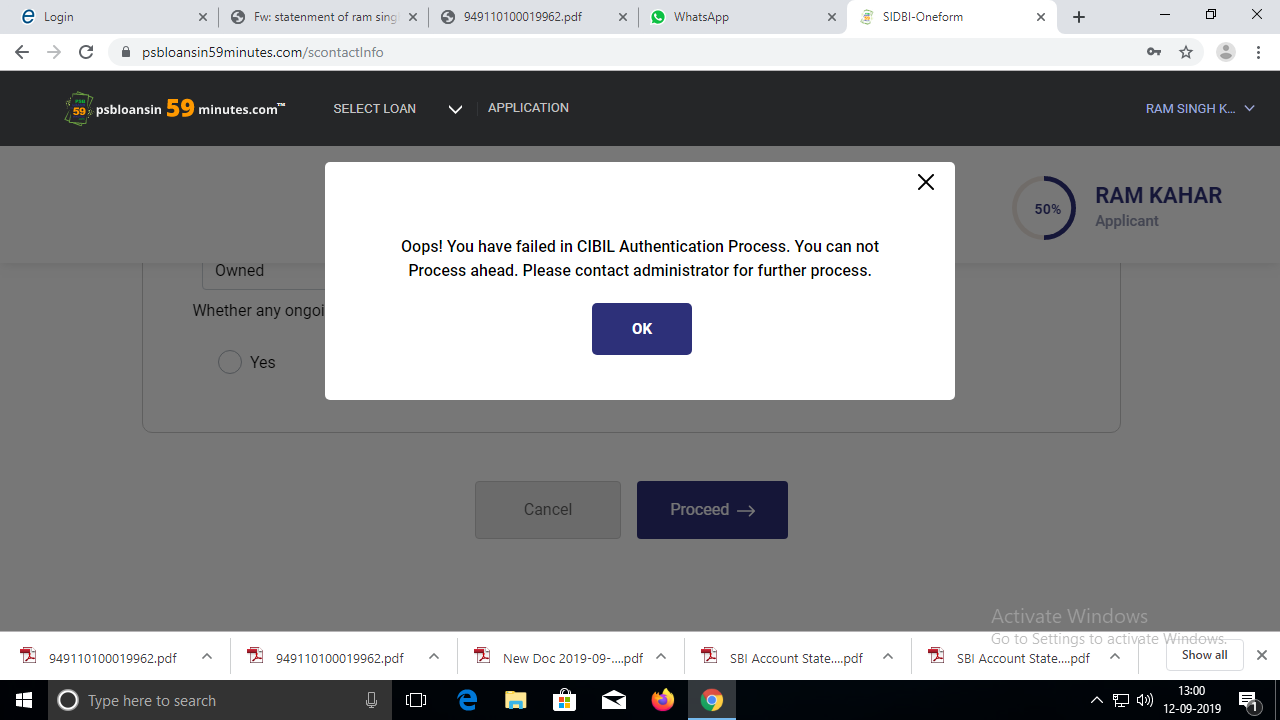 Login
Fw: statenment of ram sing
949110100019962.pdf
WhatsApp
SIDBI-Oneform
psbloansin59minutes.com/scontactInfo
PSB
59
psbloansin 59 minutes.com™
SELECT LOAN
APPLICATION
RAM SINGH K...
50%
RAM KAHAR
Applicant
Oops! You have failed in CIBIL Authentication Process. You can not
Process ahead. Please contact administrator for further process.
OK
Owned
Whether any ongoi
Yes
Cancel
Proceed →
Activate Windows
Go to Settings to activate Windows.
949110100019962.pdf
949110100019962.pdf
New Doc 2019-09-....pdf
SBI Account State....pdf
SBI Account State....pdf
Show all
Type here to search
13:00
12-09-2019
1